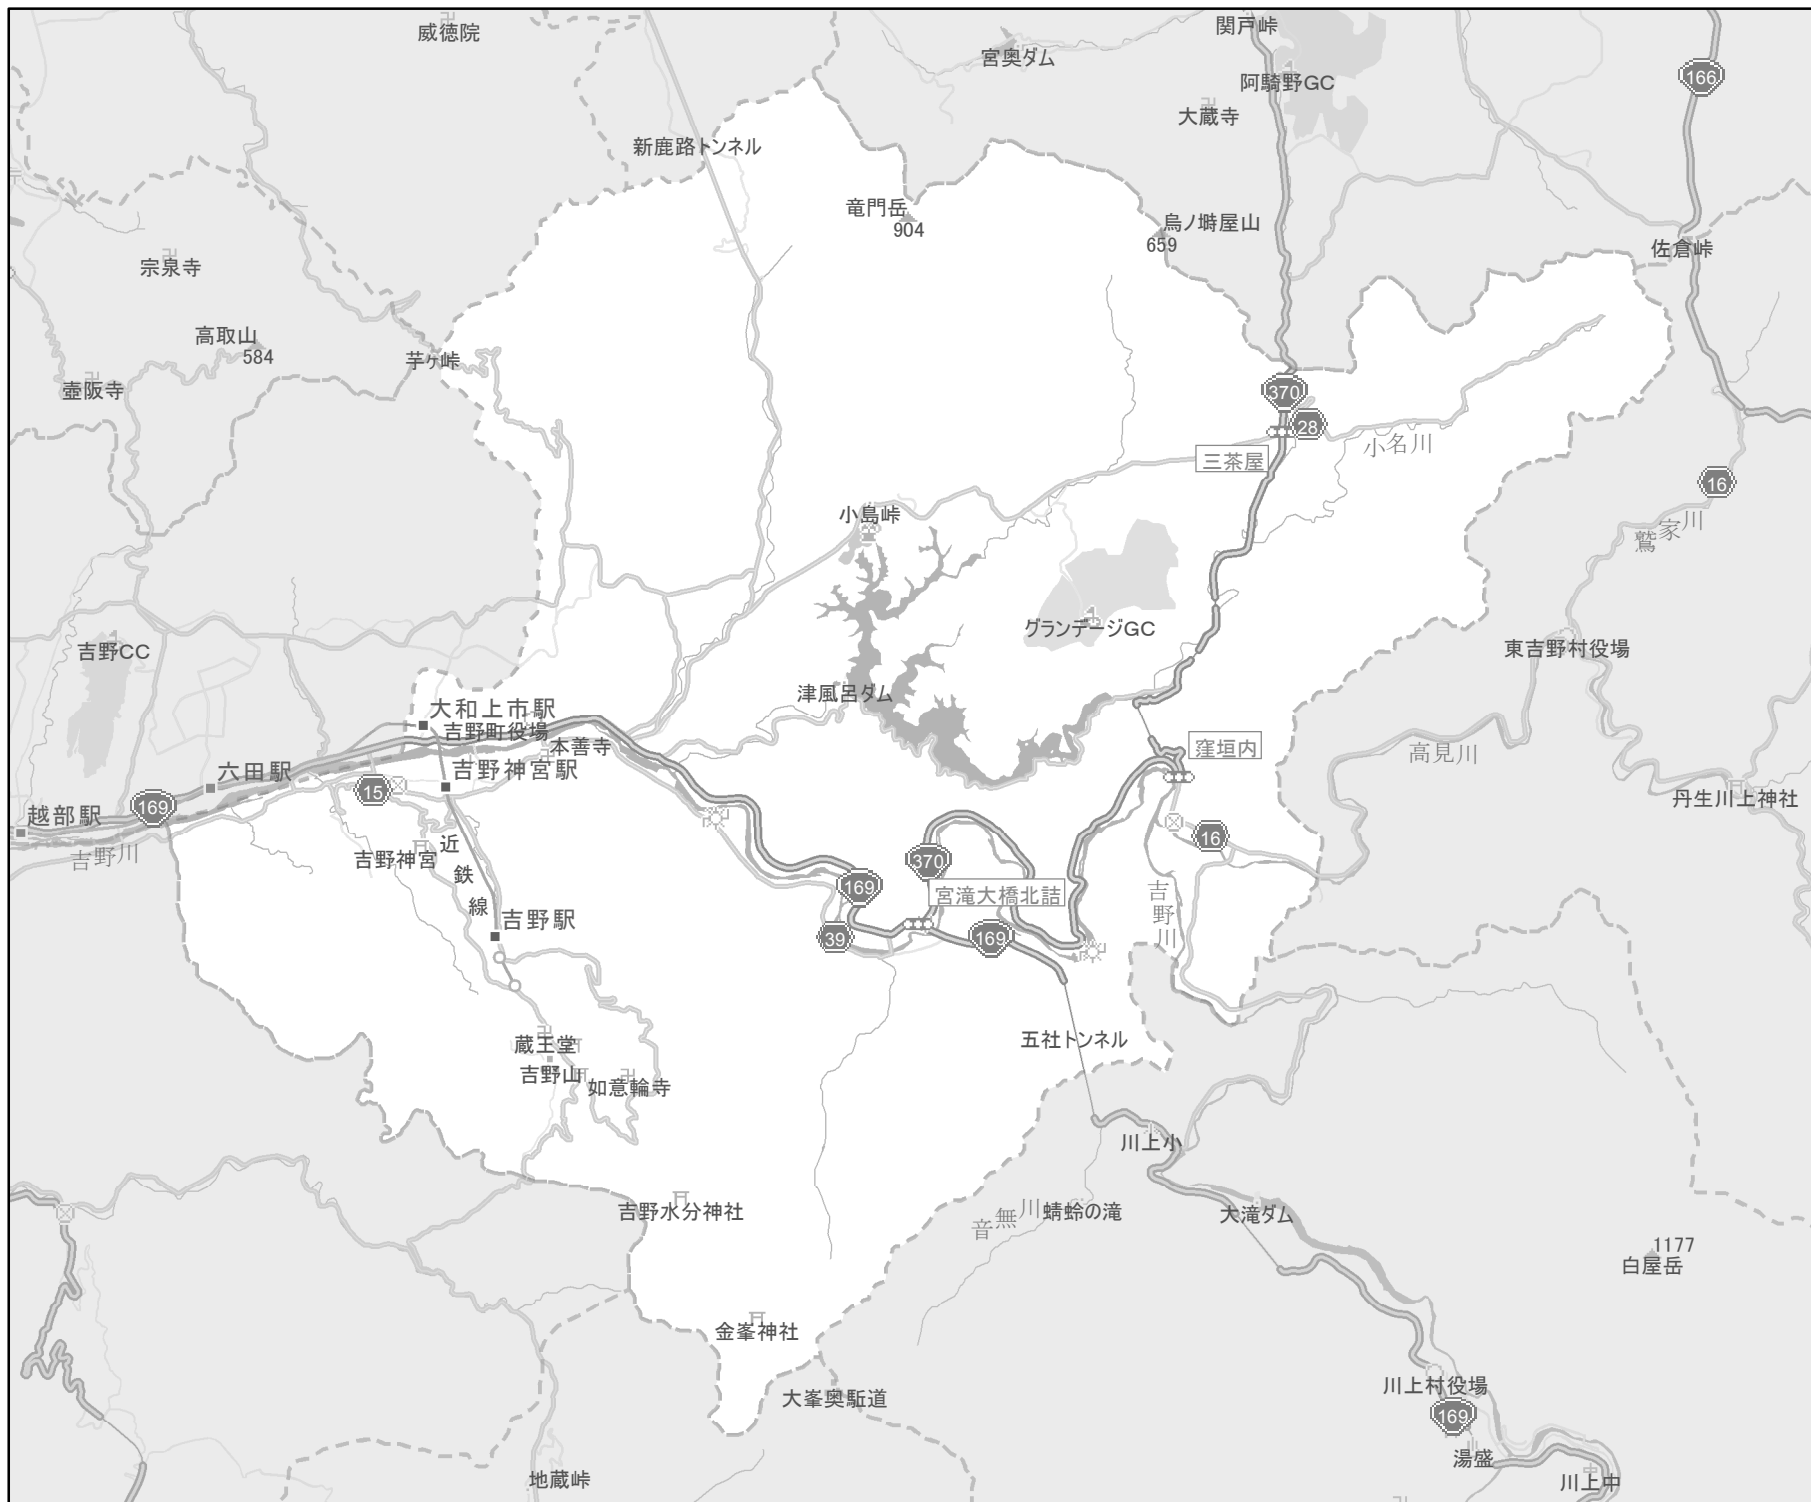 威徳院
関戸峠
宮奥ダム
166
阿騎野GC
大蔵寺
新鹿路トンネル
竜門岳
904
烏ノ塒屋山
659
佐倉峠
宗泉寺
高取山
584
芋ヶ峠
壷阪寺
370
28
小名川
三茶屋
16
小島峠
鷲家川
グランデージGC
吉野CC
東吉野村役場
津風呂ダム
大和上市駅
吉野町役場
本善寺
窪垣内
高見川
六田駅
吉野神宮駅
15
169
越部駅
丹生川上神社
吉野川
16
吉野神宮
近鉄線
370
169
宮滝大橋北詰
吉野川
吉野駅
39
169
五社トンネル
蔵王堂
吉野山
如意輪寺
川上小
吉野水分神社
音無川
蜻蛉の滝
大滝ダム
1177
白屋岳
金峯神社
大峯奥駈道
川上村役場
169
湯盛
地蔵峠
川上中